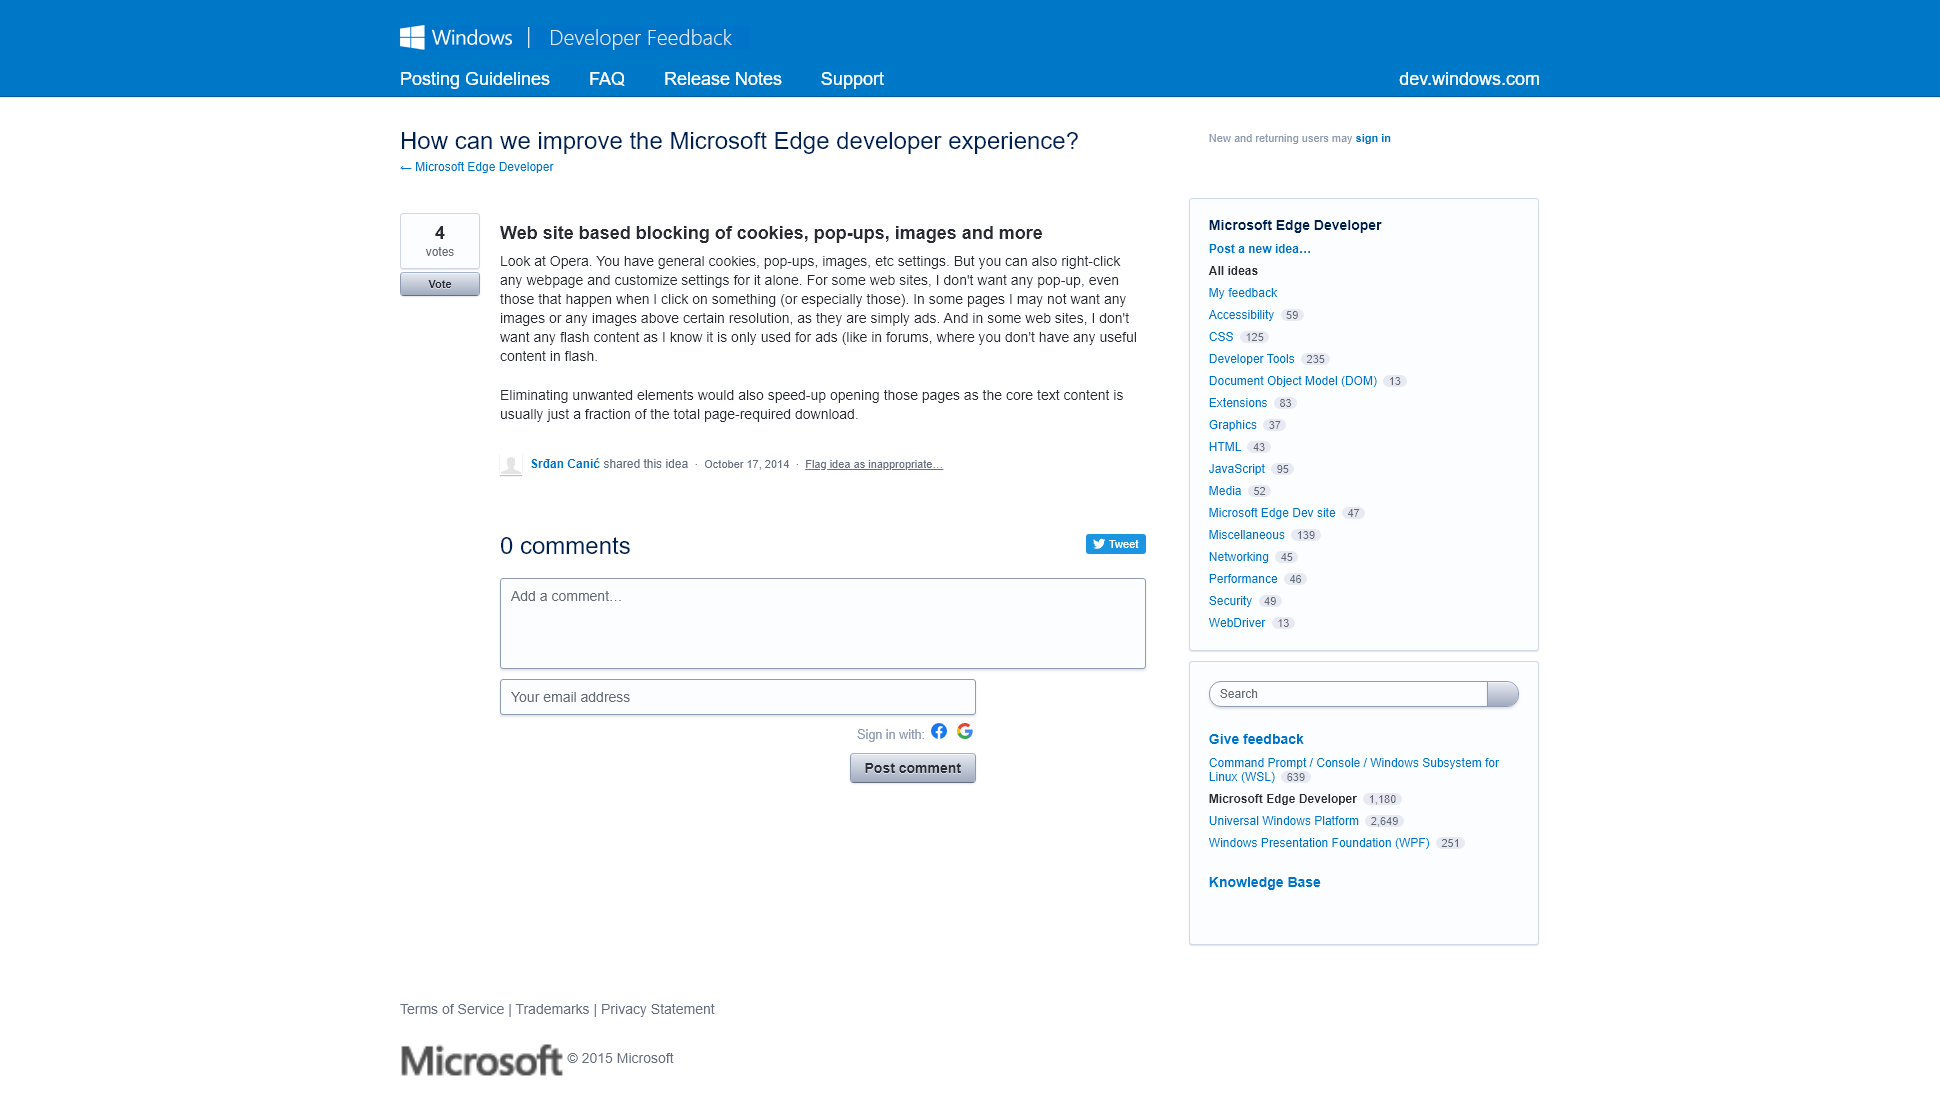 Windows | Developer Feedback
Posting Guidelines FAQ Release Notes Support dev.windows.com
How can we improve the Microsoft Edge developer experience?
← Microsoft Edge Developer
New and returning users may sign in
4
votes
Vote
Web site based blocking of cookies, pop-ups, images and more
Look at Opera. You have general cookies, pop-ups, images, etc settings. But you can also right-click
any webpage and customize settings for it alone. For some web sites, I don't want any pop-up, even
those that happen when I click on something (or especially those). In some pages I may not want any
images or any images above certain resolution, as they are simply ads. And in some web sites, I don't
want any flash content as I know it is only used for ads (like in forums, where you don't have any useful
content in flash.
Eliminating unwanted elements would also speed-up opening those pages as the core text content is
usually just a fraction of the total page-required download.
Srđan Canić shared this idea · October 17, 2014 · Flag idea as inappropriate…
0 comments
Tweet
Add a comment…
Your email address
Sign in with:
Post comment
Microsoft Edge Developer
Post a new idea…
All ideas
My feedback
Accessibility 59
CSS 125
Developer Tools 235
Document Object Model (DOM) 13
Extensions 83
Graphics 37
HTML 43
JavaScript 95
Media 52
Microsoft Edge Dev site 47
Miscellaneous 139
Networking 45
Performance 46
Security 49
WebDriver 13
Search
Give feedback
Command Prompt / Console / Windows Subsystem for
Linux (WSL) 639
Microsoft Edge Developer 1,180
Universal Windows Platform 2,649
Windows Presentation Foundation (WPF) 251
Knowledge Base
Terms of Service | Trademarks | Privacy Statement
Microsoft © 2015 Microsoft